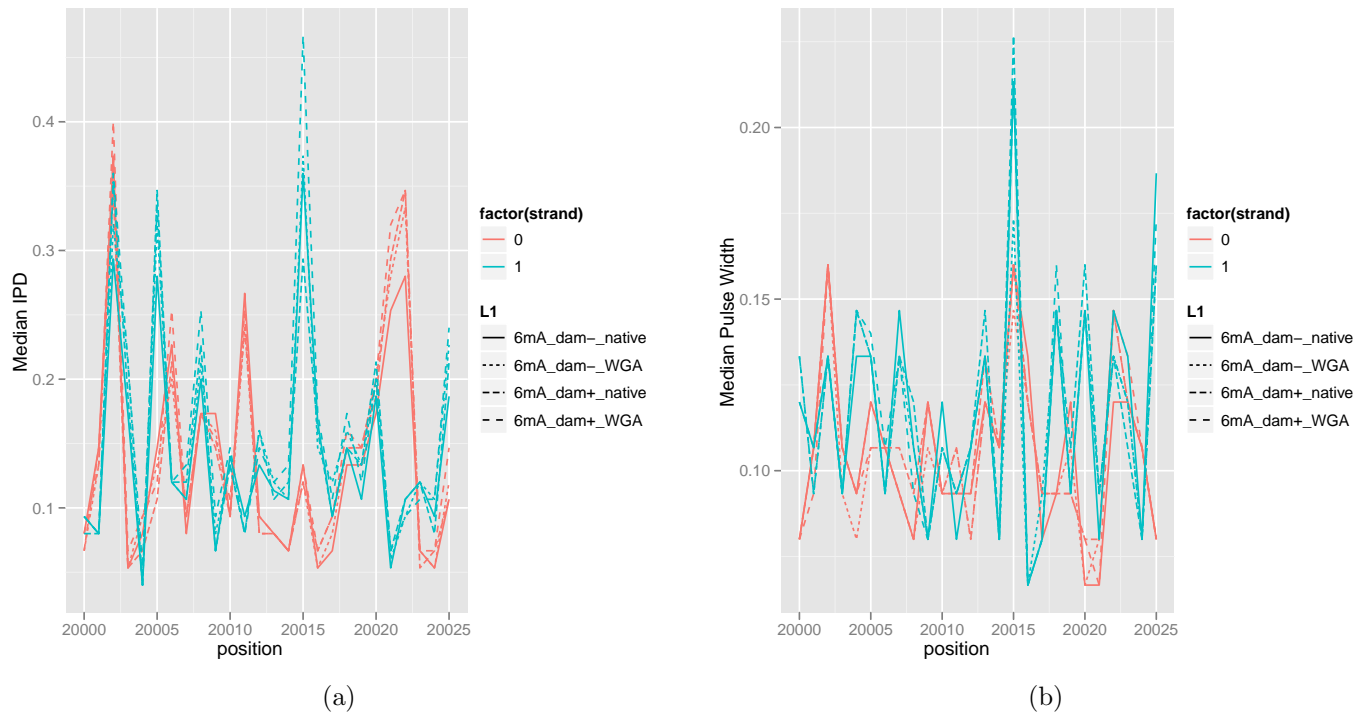 Median IPD
0.4
0.3
0.2
0.1
20000 20005 20010 20015 20020 20025
position
factor(strand)
0
1
L1
6mA_dam−_native
6mA_dam−_WGA
6mA_dam+_native
6mA_dam+_WGA
(a)
Median Pulse Width
0.20
0.15
0.10
20000 20005 20010 20015 20020 20025
position
factor(strand)
0
1
L1
6mA_dam−_native
6mA_dam−_WGA
6mA_dam+_native
6mA_dam+_WGA
(b)